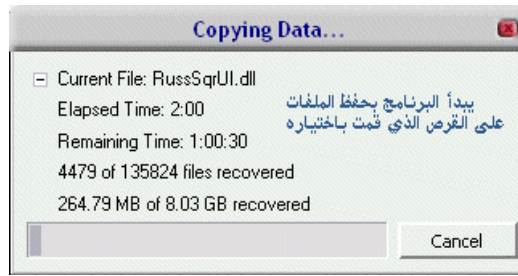 Copying Data...
Current File: RussSqrUI.dll
Elapsed Time: 2:00
يبدأ البرنامج بحفظ الملفات
على القرص الذي قمت باختياره
Remaining Time: 1:00:30
4479 of 135824 files recovered
264.79 MB of 8.03 GB recovered
Cancel